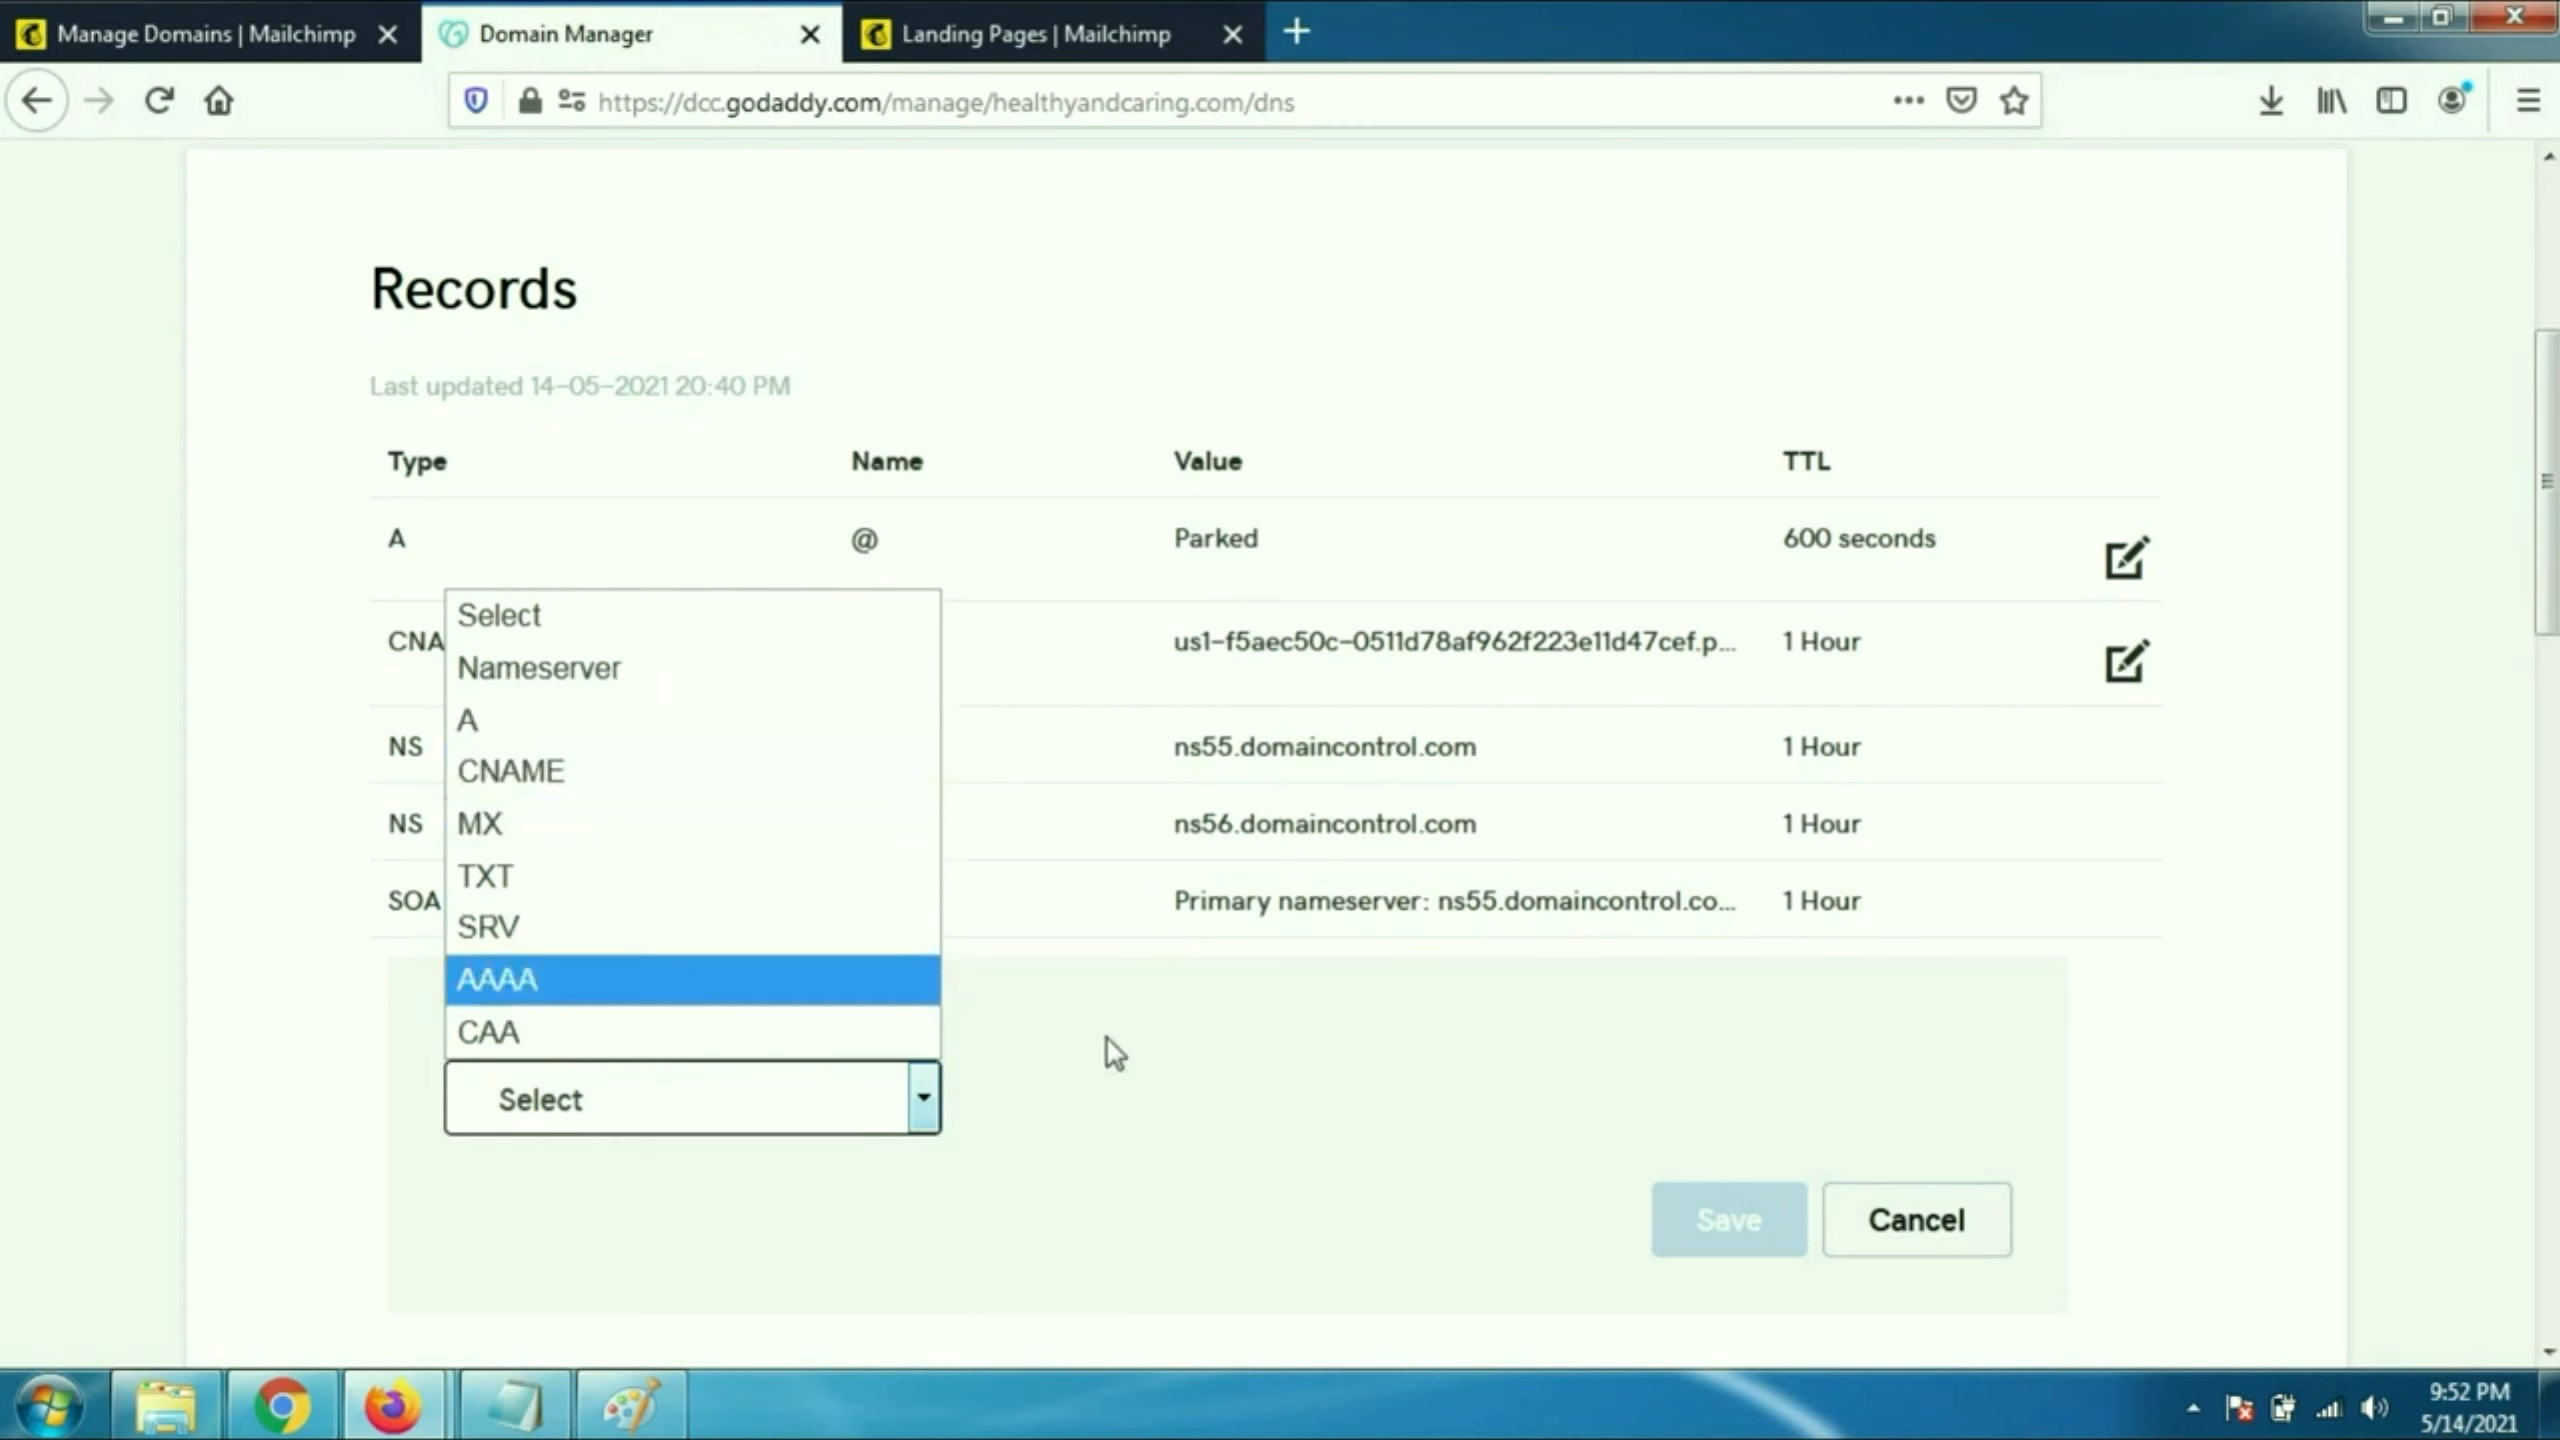 Manage Domains | Mailchimp
Domain Manager
Landing Pages | Mailchimp
https://dcc.godaddy.com/manage/healthyandcaring.com/dns
Records
Last updated 14-05-2021 20:40 PM
Type Name Value TTL
A @ Parked 600 seconds
CNA us1-f5aec50c-0511d78af962f223e11d47cef.p... 1 Hour
NS ns55.domaincontrol.com 1 Hour
NS ns56.domaincontrol.com 1 Hour
SOA Primary nameserver: ns55.domaincontrol.co... 1 Hour
Select
Nameserver
A
CNAME
MX
TXT
SRV
AAAA
CAA
Select
Save Cancel
9:52 PM
5/14/2021